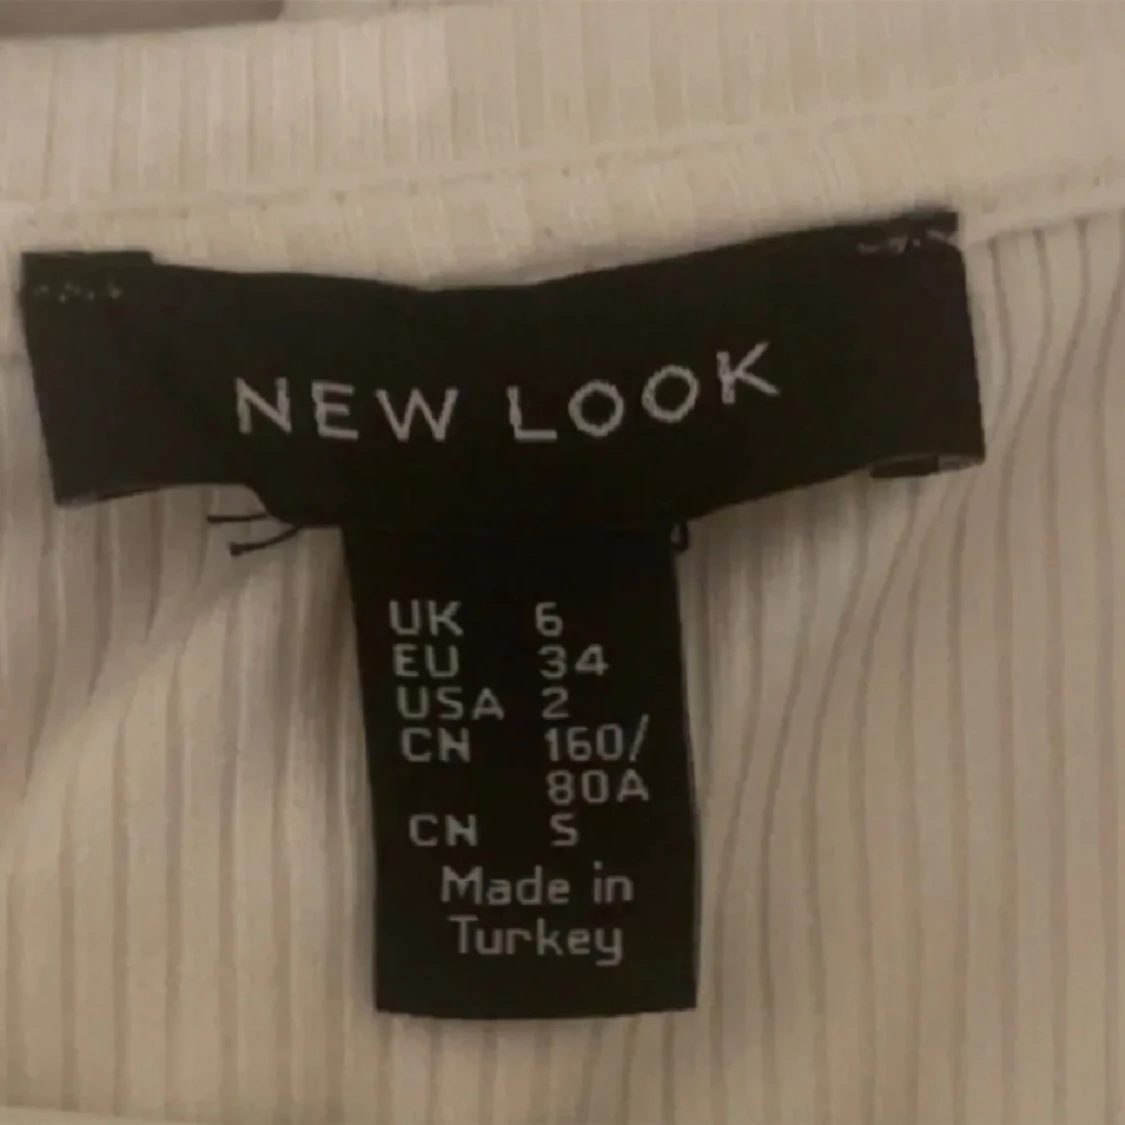 NEW LOOK
UK 6
EU 34
USA 2
CN 160/
80A
CN S
Made in
Turkey